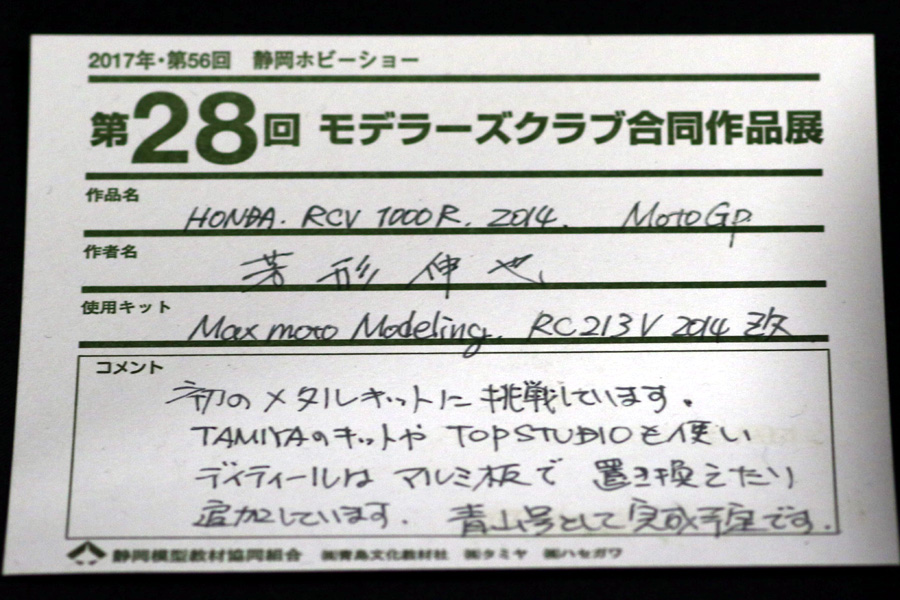 2017年・第56回 静岡ホビーショー
第28回 モデラーズクラブ合同作品展
作品名
HONDA. RCV 1000R. 2014. MotoGp
作者名
芳形 伸也
使用キット
Max moto Modeling. RC213V 2014 改
コメント
初のメタルキットに挑戦しています。
TAMIYAのキットや TOPSTUDIOを使い
ディティールは マルミ板で 置き換えたり
追加しています. 青山号として完成予定です.
静岡模型教材協同組合 ㈱青島文化教材社 ㈱タミヤ ㈱ハセガワ